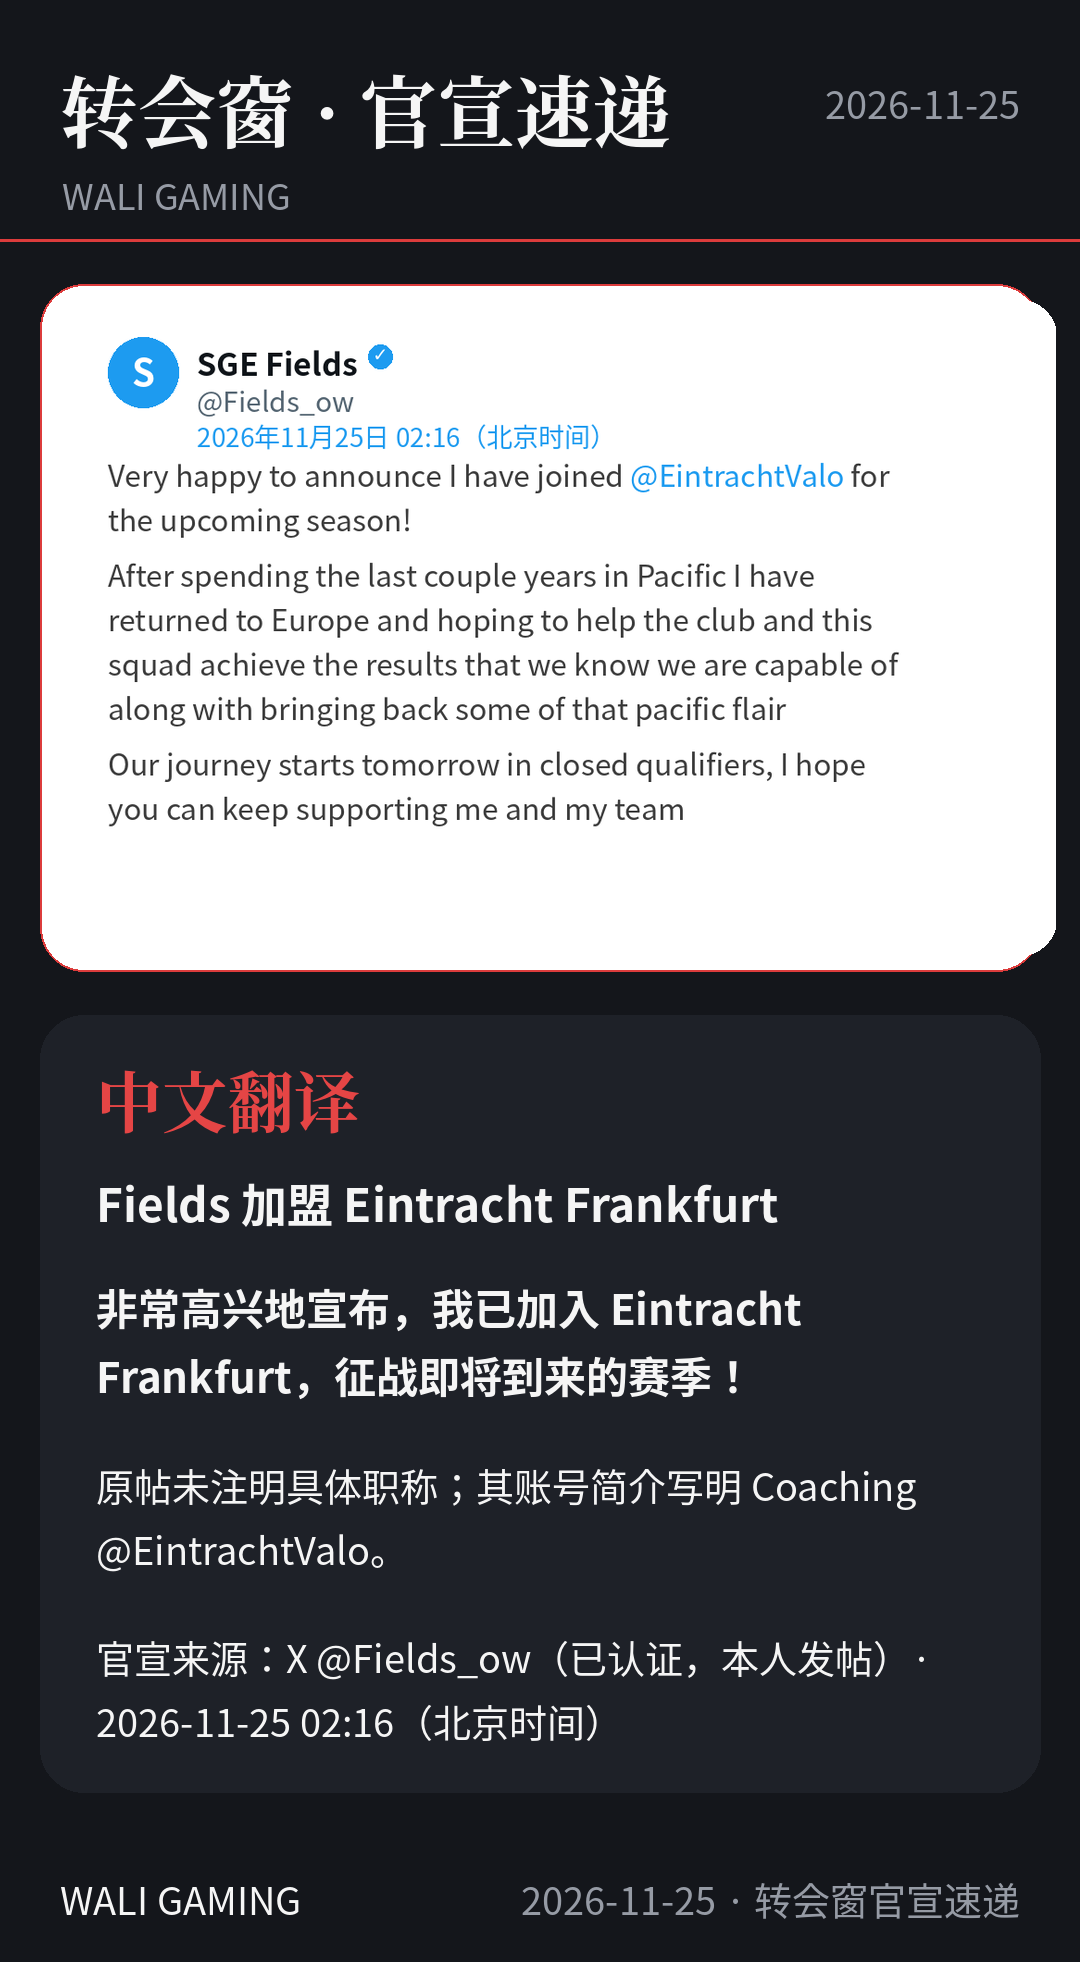 转会窗 · 官宣速递
2026-11-25
WALI GAMING
S
SGE Fields ✓
@Fields_ow
2026年11月25日 02:16（北京时间）
Very happy to announce I have joined @EintrachtValo for
the upcoming season!
After spending the last couple years in Pacific I have
returned to Europe and hoping to help the club and this
squad achieve the results that we know we are capable of
along with bringing back some of that pacific flair
Our journey starts tomorrow in closed qualifiers, I hope
you can keep supporting me and my team
中文翻译
Fields 加盟 Eintracht Frankfurt
非常高兴地宣布，我已加入 Eintracht
Frankfurt，征战即将到来的赛季！
原帖未注明具体职称；其账号简介写明 Coaching
@EintrachtValo。
官宣来源：X @Fields_ow（已认证，本人发帖） ·
2026-11-25 02:16（北京时间）
WALI GAMING
2026-11-25 · 转会窗官宣速递